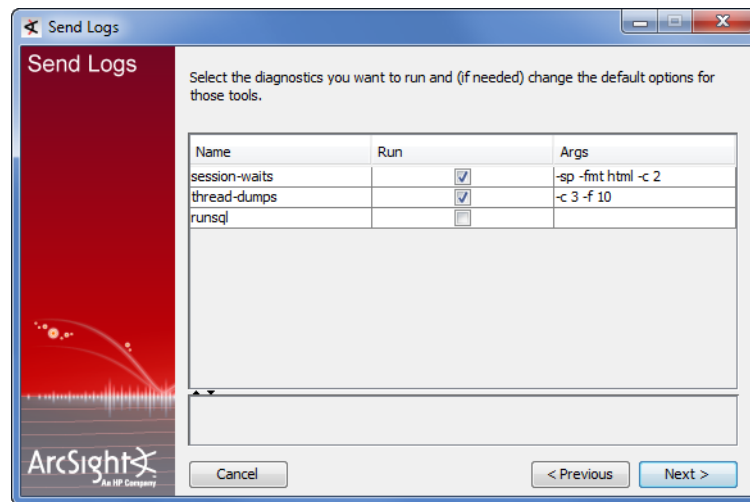 Send Logs
Send Logs
Select the diagnostics you want to run and (if needed) change the default options for
those tools.
Name Run Args
session-waits -sp -fmt html -c 2
thread-dumps -c 3 -f 10
runsql
ArcSight
An HP Company
Cancel < Previous Next >